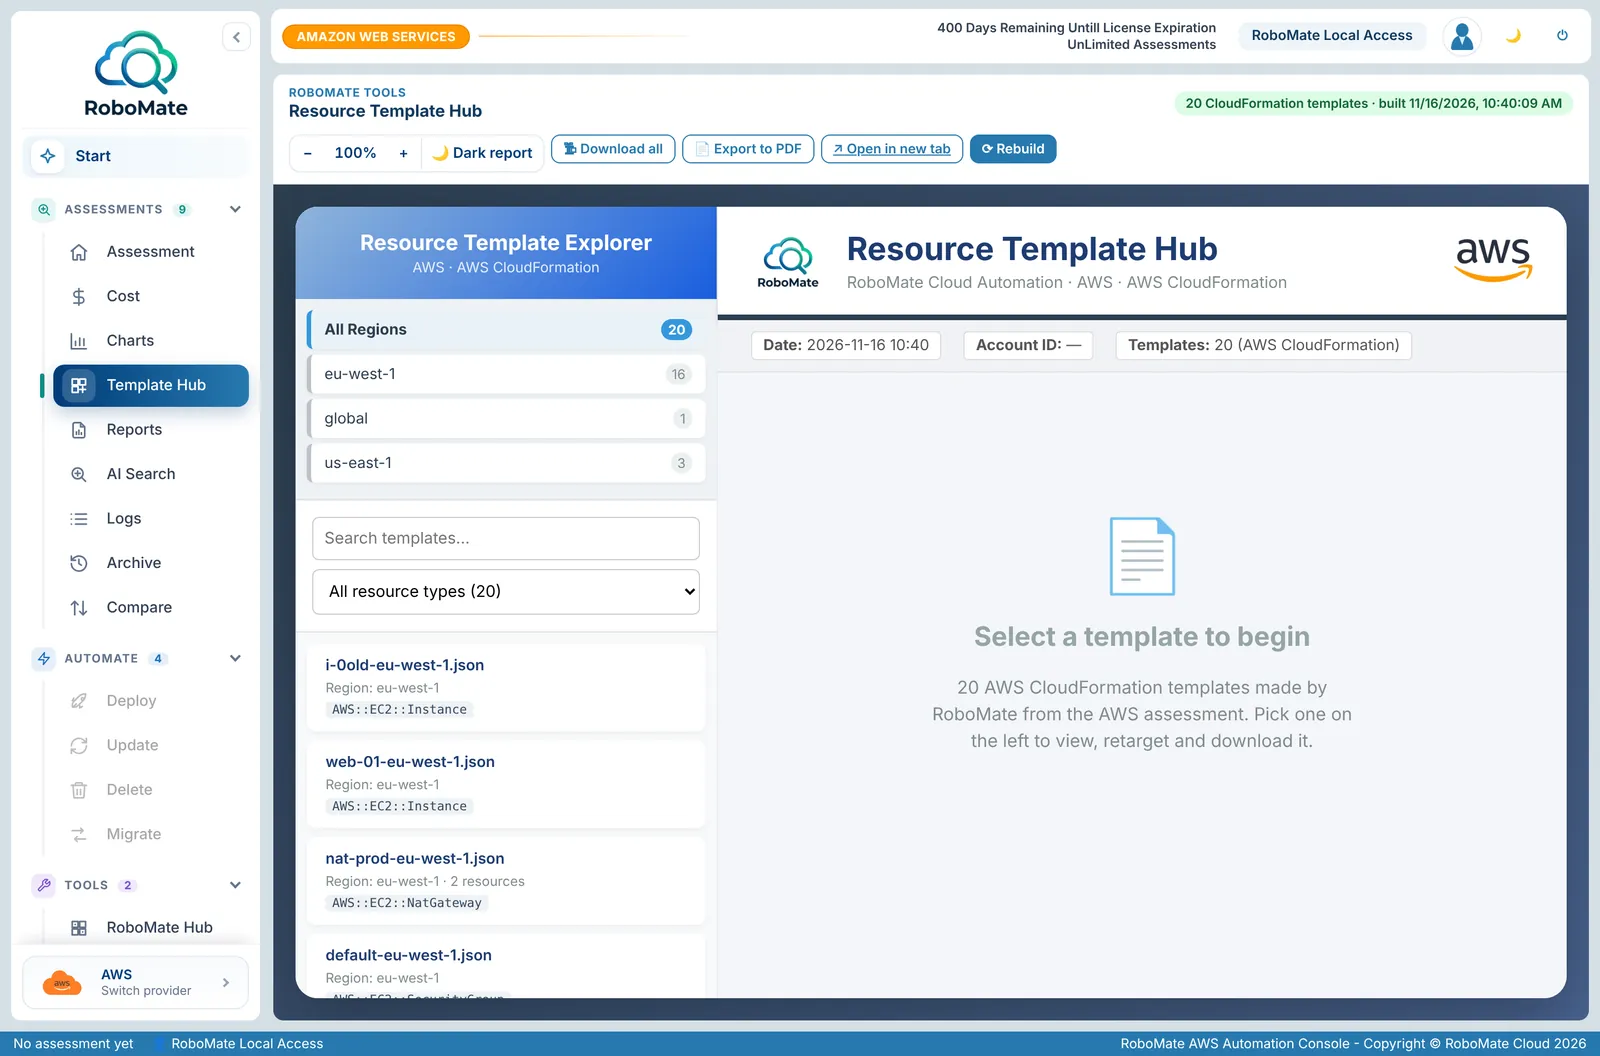 RoboMate
Start
ASSESSMENTS 9
Assessment
Cost
Charts
Template Hub
Reports
AI Search
Logs
Archive
Compare
AUTOMATE 4
Deploy
Update
Delete
Migrate
TOOLS 2
RoboMate Hub
aws
AWS
Switch provider
AMAZON WEB SERVICES
400 Days Remaining Untill License Expiration
UnLimited Assessments
RoboMate Local Access
ROBOMATE TOOLS
Resource Template Hub
20 CloudFormation templates · built 11/16/2026, 10:40:09 AM
− 100% +
Dark report
Download all
Export to PDF
↗ Open in new tab
⟳ Rebuild
Resource Template Explorer
AWS · AWS CloudFormation
All Regions 20
eu-west-1 16
global 1
us-east-1 3
Search templates...
All resource types (20)
i-0old-eu-west-1.json
Region: eu-west-1
AWS::EC2::Instance
web-01-eu-west-1.json
Region: eu-west-1
AWS::EC2::Instance
nat-prod-eu-west-1.json
Region: eu-west-1 · 2 resources
AWS::EC2::NatGateway
default-eu-west-1.json
Region: eu-west-1
AWS::EC2::SecurityGroup
RoboMate
Resource Template Hub
RoboMate Cloud Automation · AWS · AWS CloudFormation
aws
Date: 2026-11-16 10:40
Account ID: —
Templates: 20 (AWS CloudFormation)
Select a template to begin
20 AWS CloudFormation templates made by
RoboMate from the AWS assessment. Pick one on
the left to view, retarget and download it.
No assessment yet
RoboMate Local Access
RoboMate AWS Automation Console - Copyright © RoboMate Cloud 2026